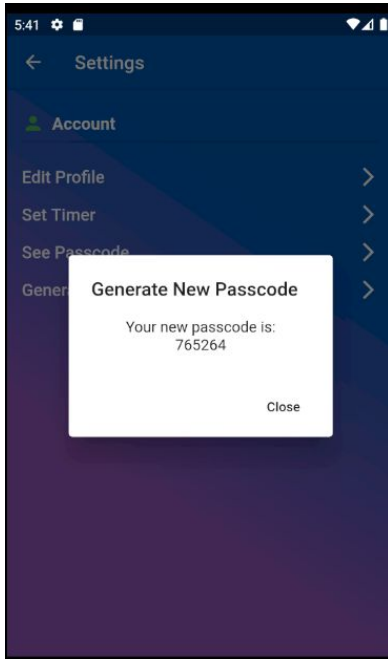 5:41
Settings
Account
Edit Profile
Set Timer
See Passcode
Gener
Generate New Passcode
Your new passcode is:
765264
Close